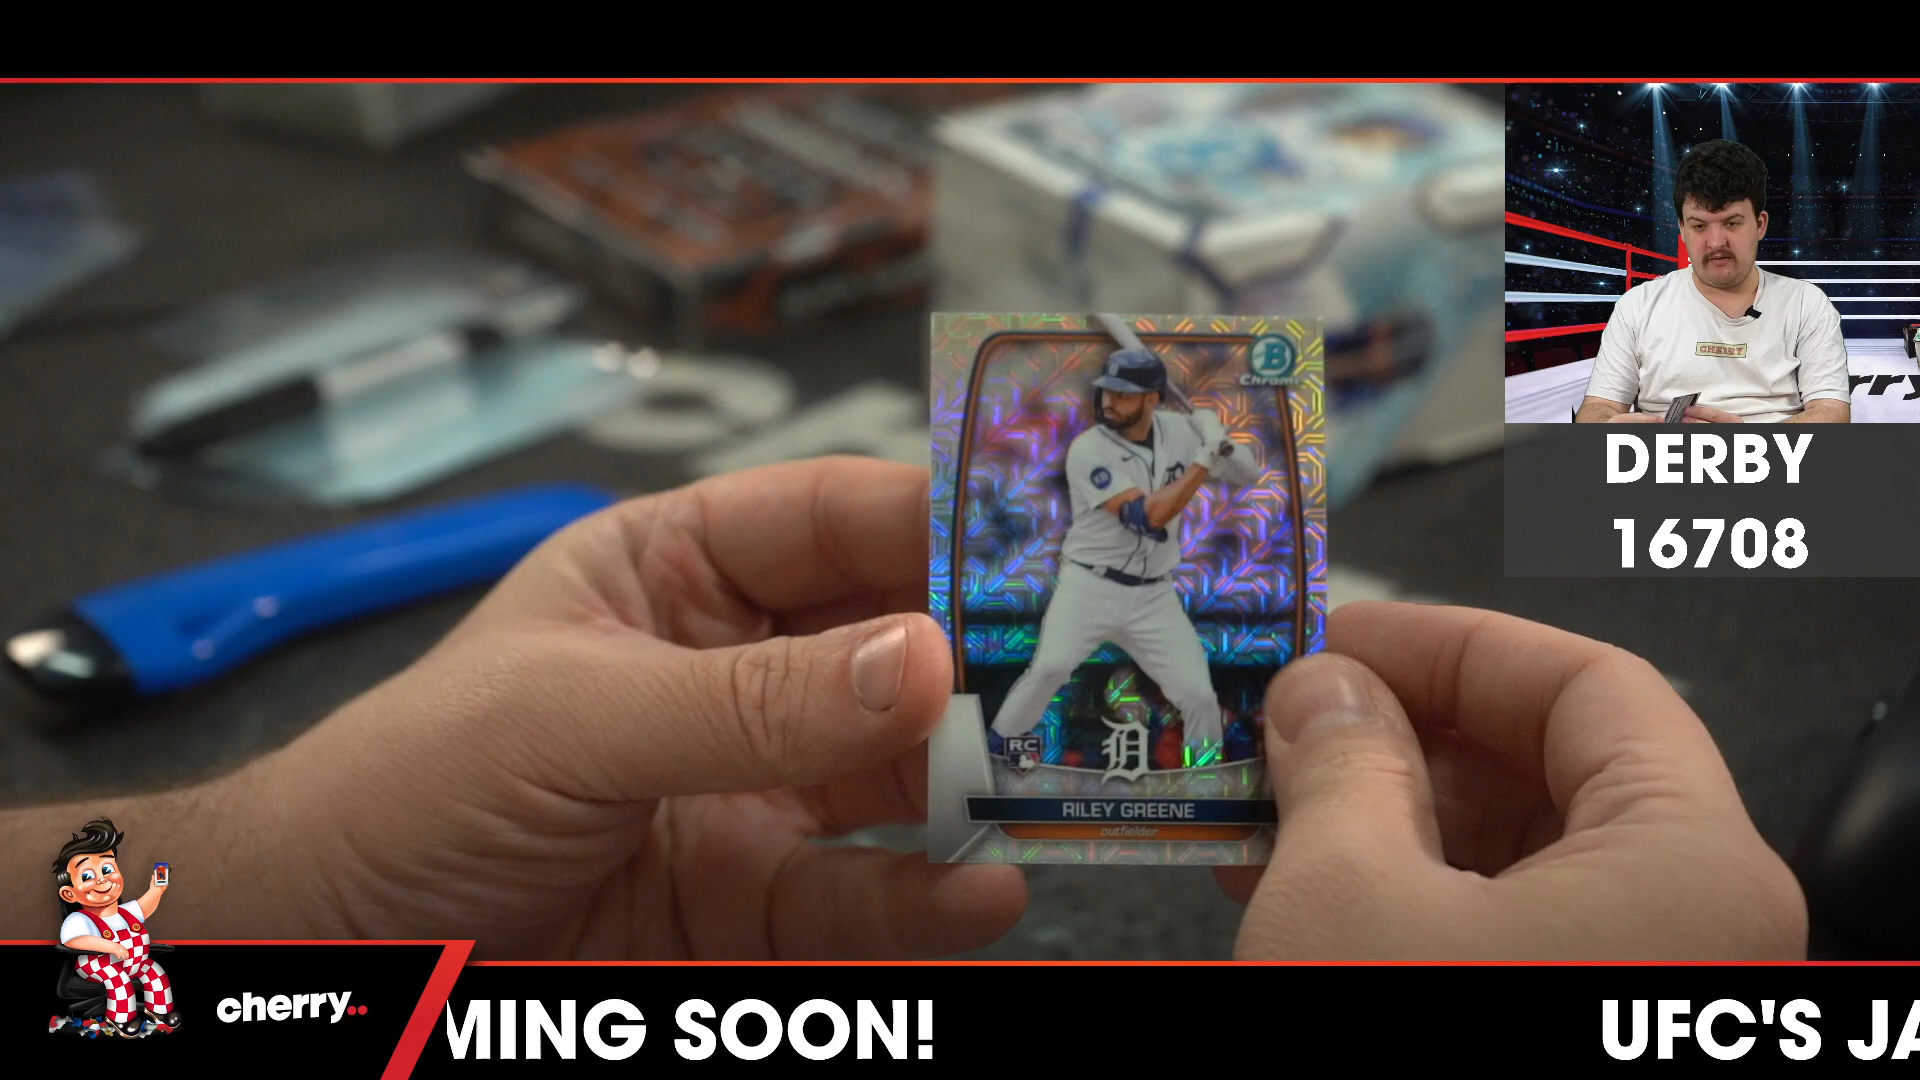 B
Chrome
D
RC
D
RILEY GREENE
outfielder
CHERRY
DERBY
16708
cherry..
MING SOON!
UFC'S JA